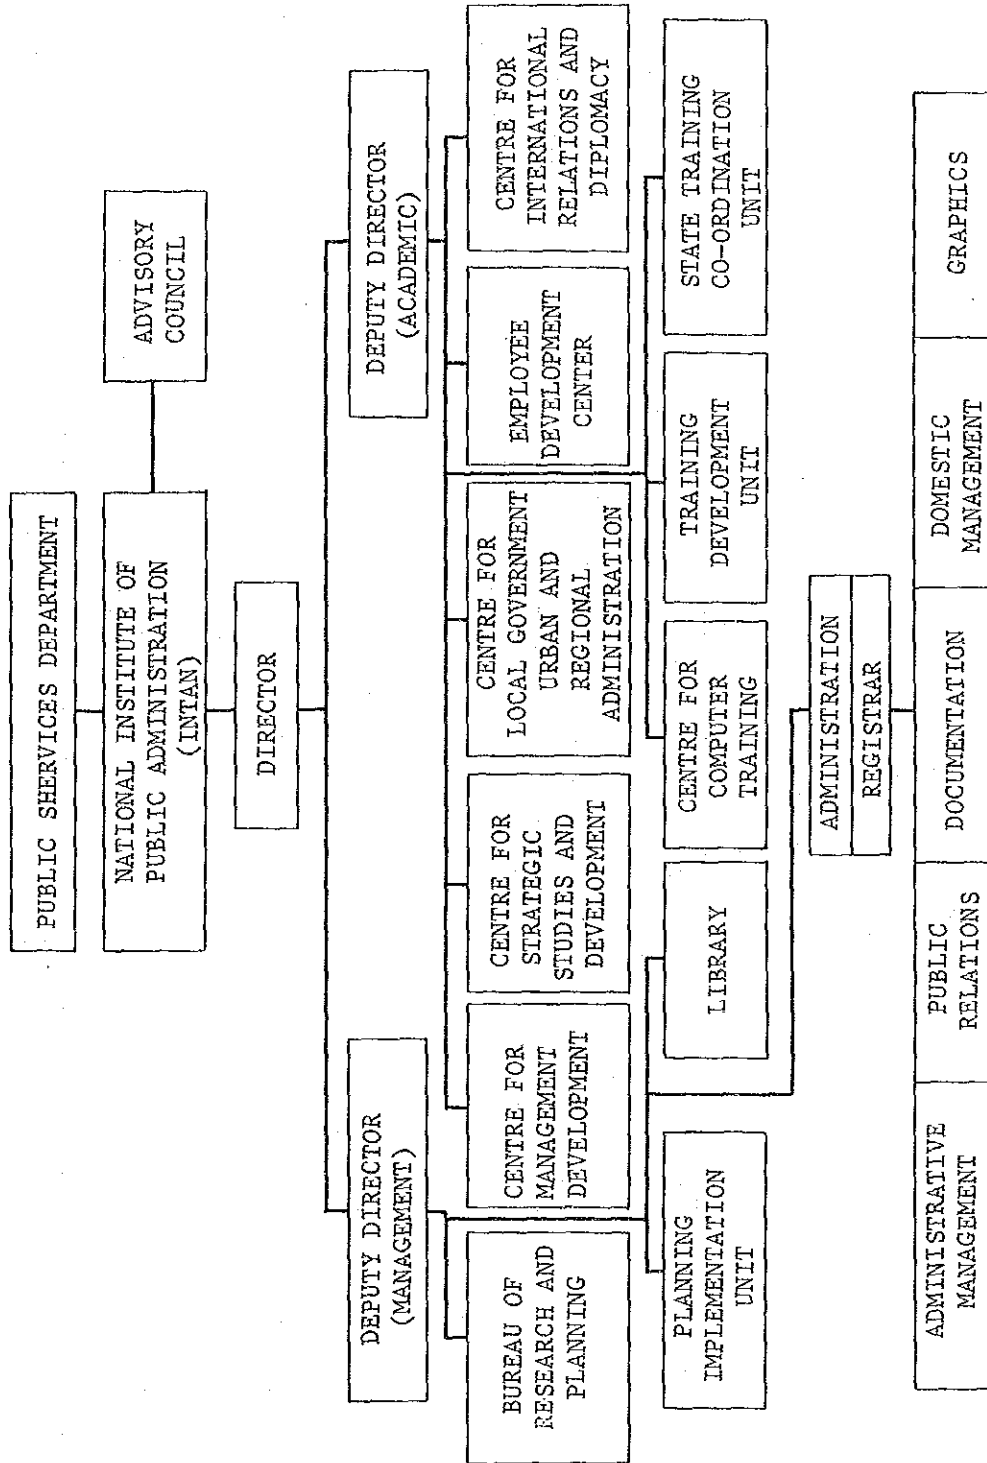 PUBLIC SHERVICES DEPARTMENT
NATIONAL INSTITUTE OF
PUBLIC ADMINISTRATION
(INTAN)
ADVISORY
COUNCIL
DIRECTOR
DEPUTY DIRECTOR
(MANAGEMENT)
DEPUTY DIRECTOR
(ACADEMIC)
BUREAU OF
RESEARCH AND
PLANNING
CENTRE FOR
MANAGEMENT
DEVELOPMENT
CENTRE FOR
STRATEGIC
STUDIES AND
DEVELOPMENT
CENTRE FOR
LOCAL GOVERNMENT
URBAN AND
REGIONAL
ADMINISTRATION
EMPLOYEE
DEVELOPMENT
CENTER
CENTRE FOR
INTERNATIONAL
RELATIONS AND
DIPLOMACY
PLANNING
IMPLEMENTATION
UNIT
LIBRARY
CENTRE FOR
COMPUTER
TRAINING
TRAINING
DEVELOPMENT
UNIT
STATE TRAINING
CO-ORDINATION
UNIT
ADMINISTRATION
REGISTRAR
ADMINISTRATIVE
MANAGEMENT
PUBLIC
RELATIONS
DOCUMENTATION
DOMESTIC
MANAGEMENT
GRAPHICS